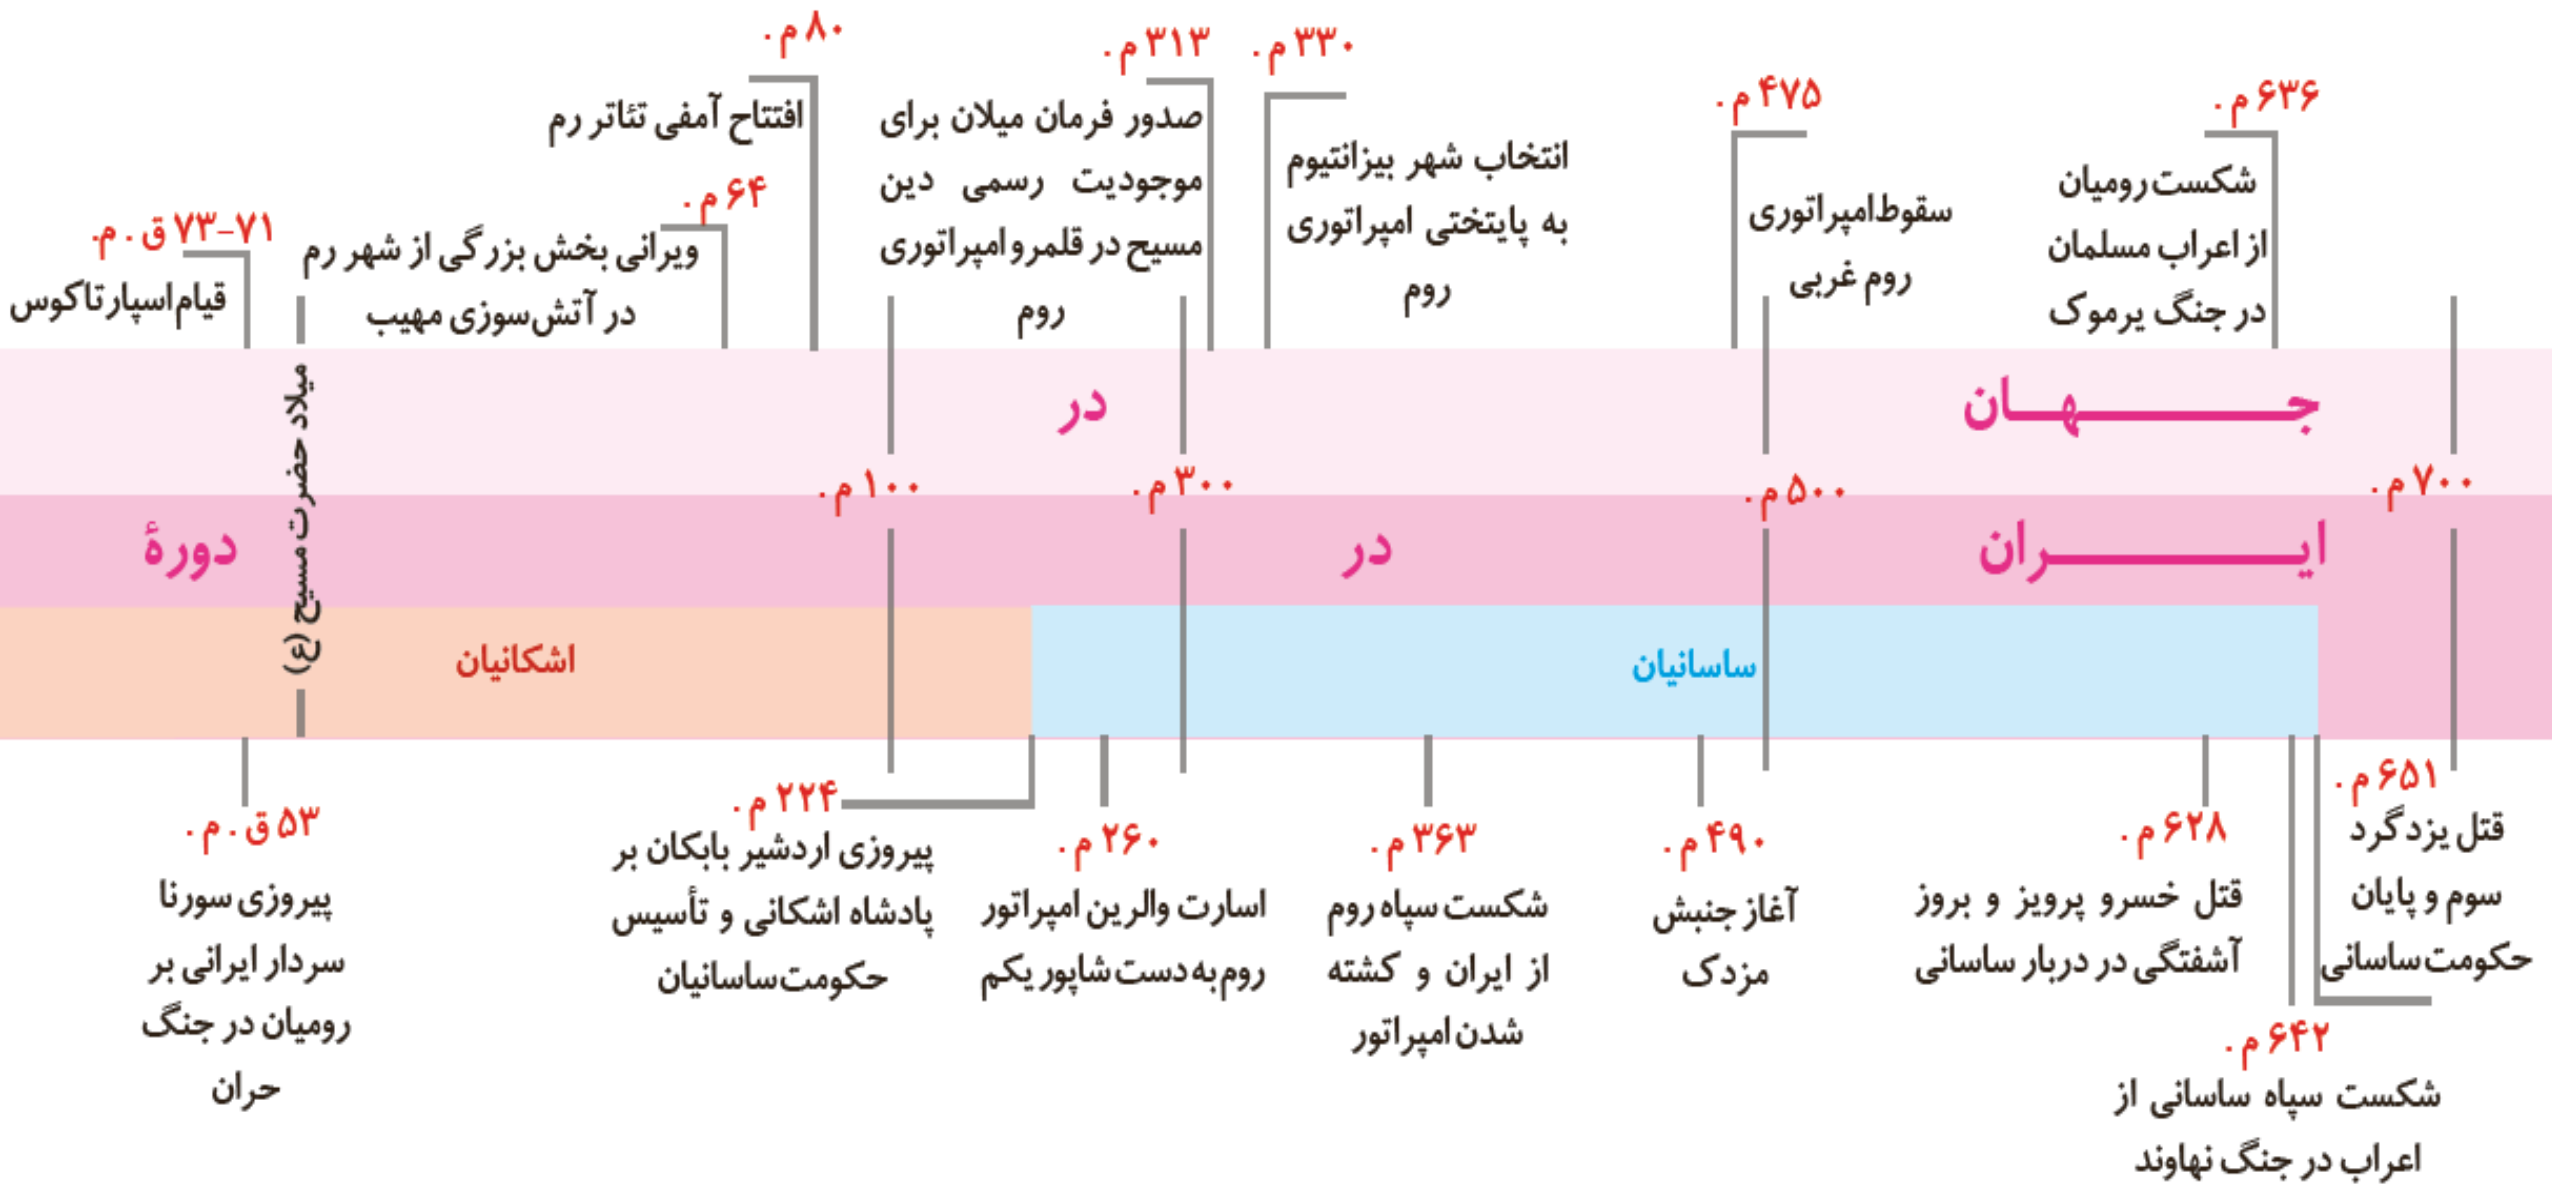 ۷۱-۷۳ ق.م.
قیام اسپارتاکوس
۶۴ م.
ویرانی بخش بزرگی از شهر رم
در آتش‌سوزی مهیب
۸۰ م.
افتتاح آمفی تئاتر رم
۳۱۳ م.
صدور فرمان میلان برای
موجودیت رسمی دین
مسیح در قلمرو امپراتوری
روم
۳۳۰ م.
انتخاب شهر بیزانتیوم
به پایتختی امپراتوری
روم
۴۷۵ م.
سقوط امپراتوری
روم غربی
۶۳۶ م.
شکست رومیان
از اعراب مسلمان
در جنگ یرموک
در
جهان
میلاد حضرت مسیح (ع)
۱۰۰ م.
۳۰۰ م.
۵۰۰ م.
۷۰۰ م.
دورهٔ
در
ایران
اشکانیان
ساسانیان
۵۳ ق.م.
پیروزی سورنا
سردار ایرانی بر
رومیان در جنگ
حران
۲۲۴ م.
پیروزی اردشیر بابکان بر
پادشاه اشکانی و تأسیس
حکومت ساسانیان
۲۶۰ م.
اسارت والرین امپراتور
روم به دست شاپور یکم
۳۶۳ م.
شکست سپاه روم
از ایران و کشته
شدن امپراتور
۴۹۰ م.
آغاز جنبش
مزدک
۶۲۸ م.
قتل خسرو پرویز و بروز
آشفتگی در دربار ساسانی
۶۴۲ م.
شکست سپاه ساسانی از
اعراب در جنگ نهاوند
۶۵۱ م.
قتل یزدگرد
سوم و پایان
حکومت ساسانی